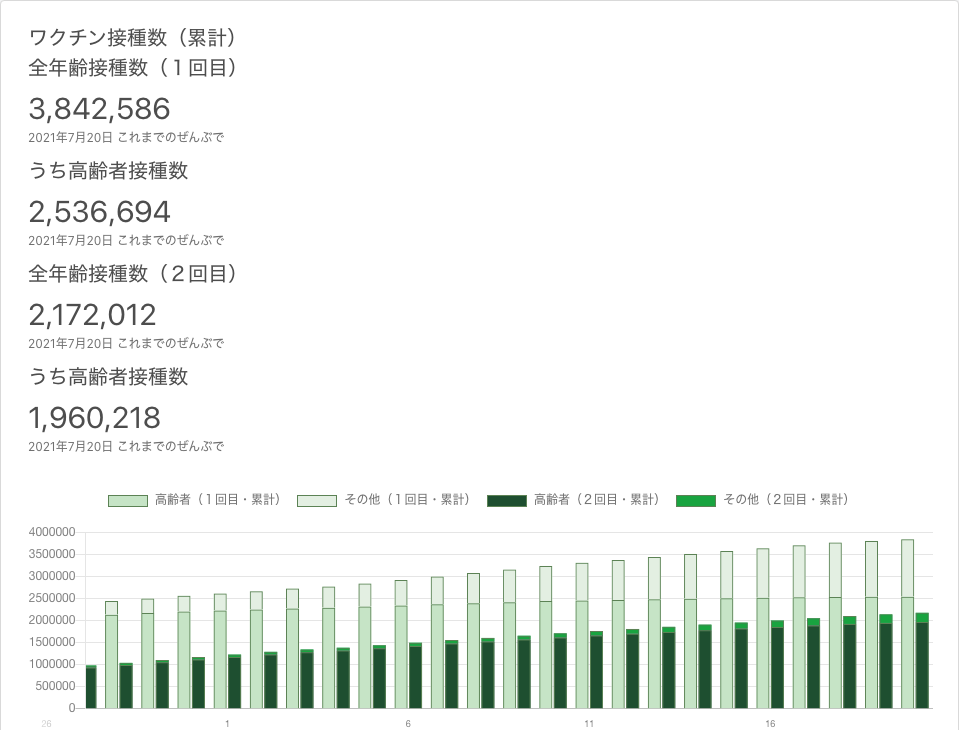 ワクチン接種数（累計）
全年齢接種数（１回目）
3,842,586
2021年7月20日 これまでのぜんぶで
うち高齢者接種数
2,536,694
2021年7月20日 これまでのぜんぶで
全年齢接種数（２回目）
2,172,012
2021年7月20日 これまでのぜんぶで
うち高齢者接種数
1,960,218
2021年7月20日 これまでのぜんぶで
高齢者（１回目・累計） その他（１回目・累計） 高齢者（２回目・累計） その他（２回目・累計）
4000000
3500000
3000000
2500000
2000000
1500000
1000000
500000
0
26 1 6 11 16